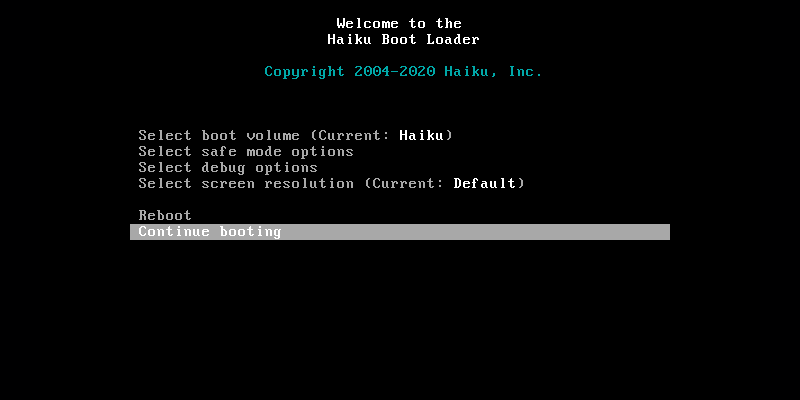 Welcome to the
Haiku Boot Loader
Copyright 2004-2020 Haiku, Inc.
Select boot volume (Current: Haiku)
Select safe mode options
Select debug options
Select screen resolution (Current: Default)
Reboot
Continue booting